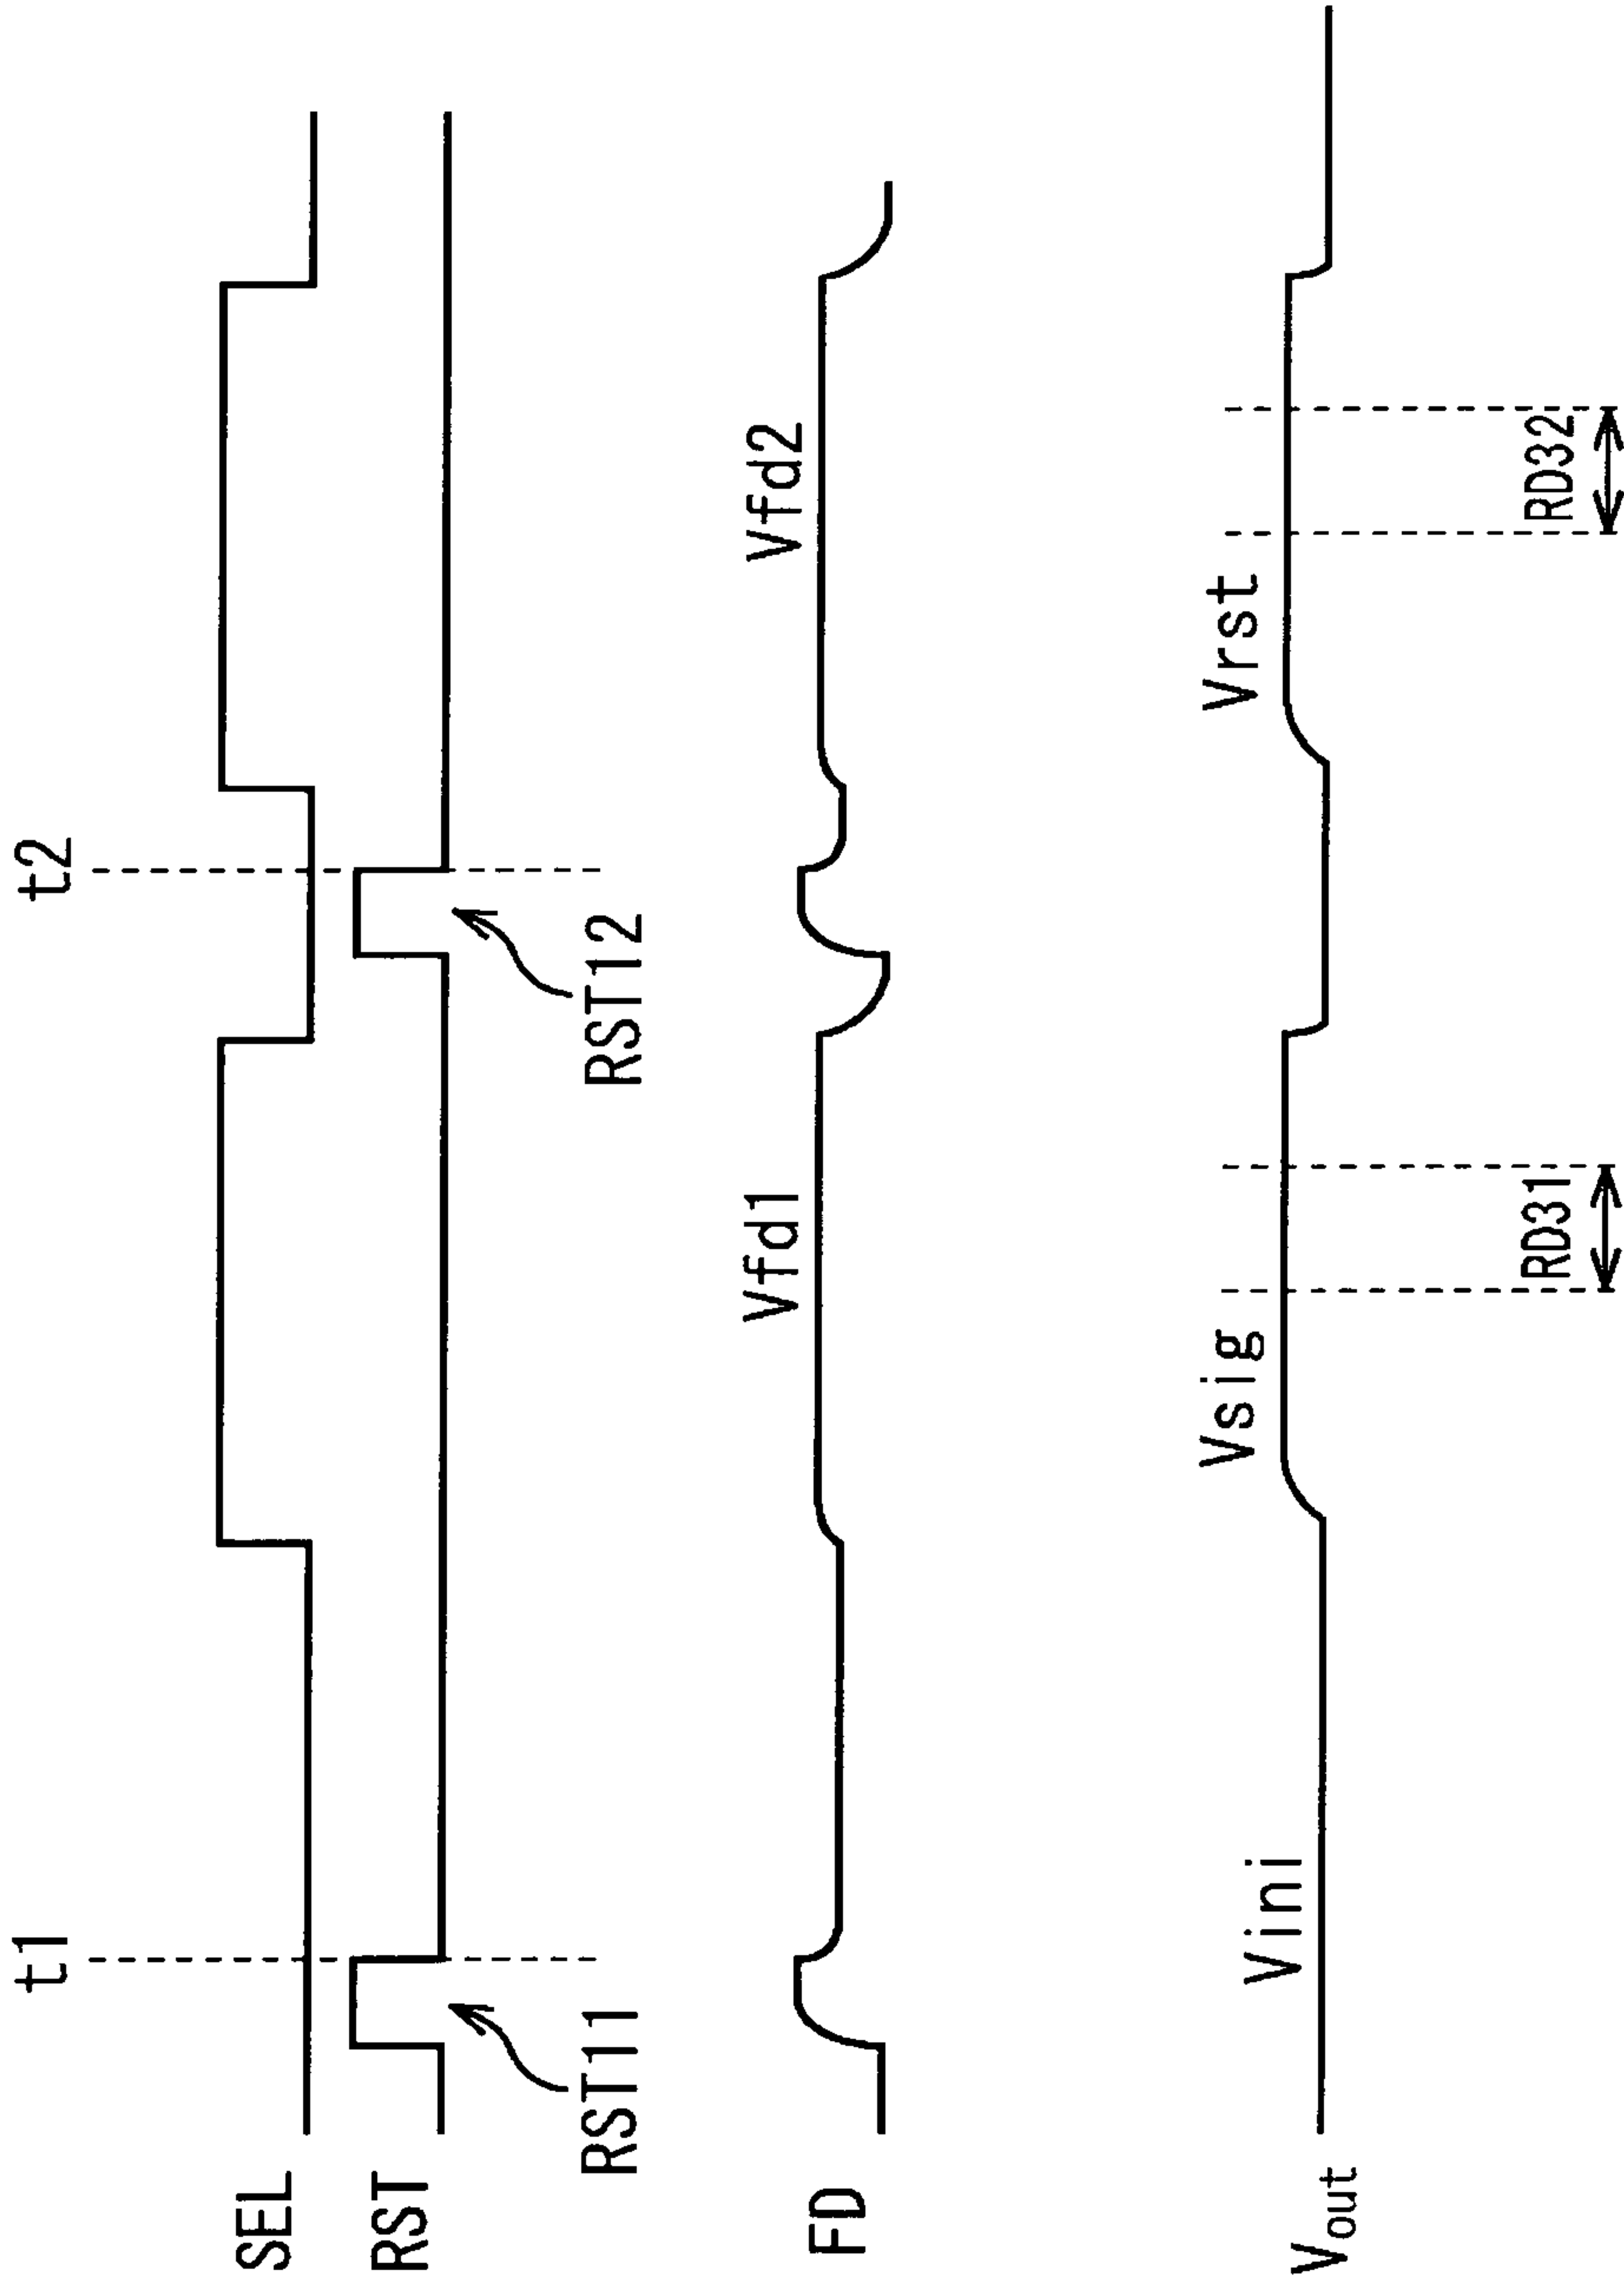 t1
t2
SEL
RST
RST11
RST12
FD
Vfd1
Vfd2
Vout
Vini
Vsig
Vrst
RD31
RD32